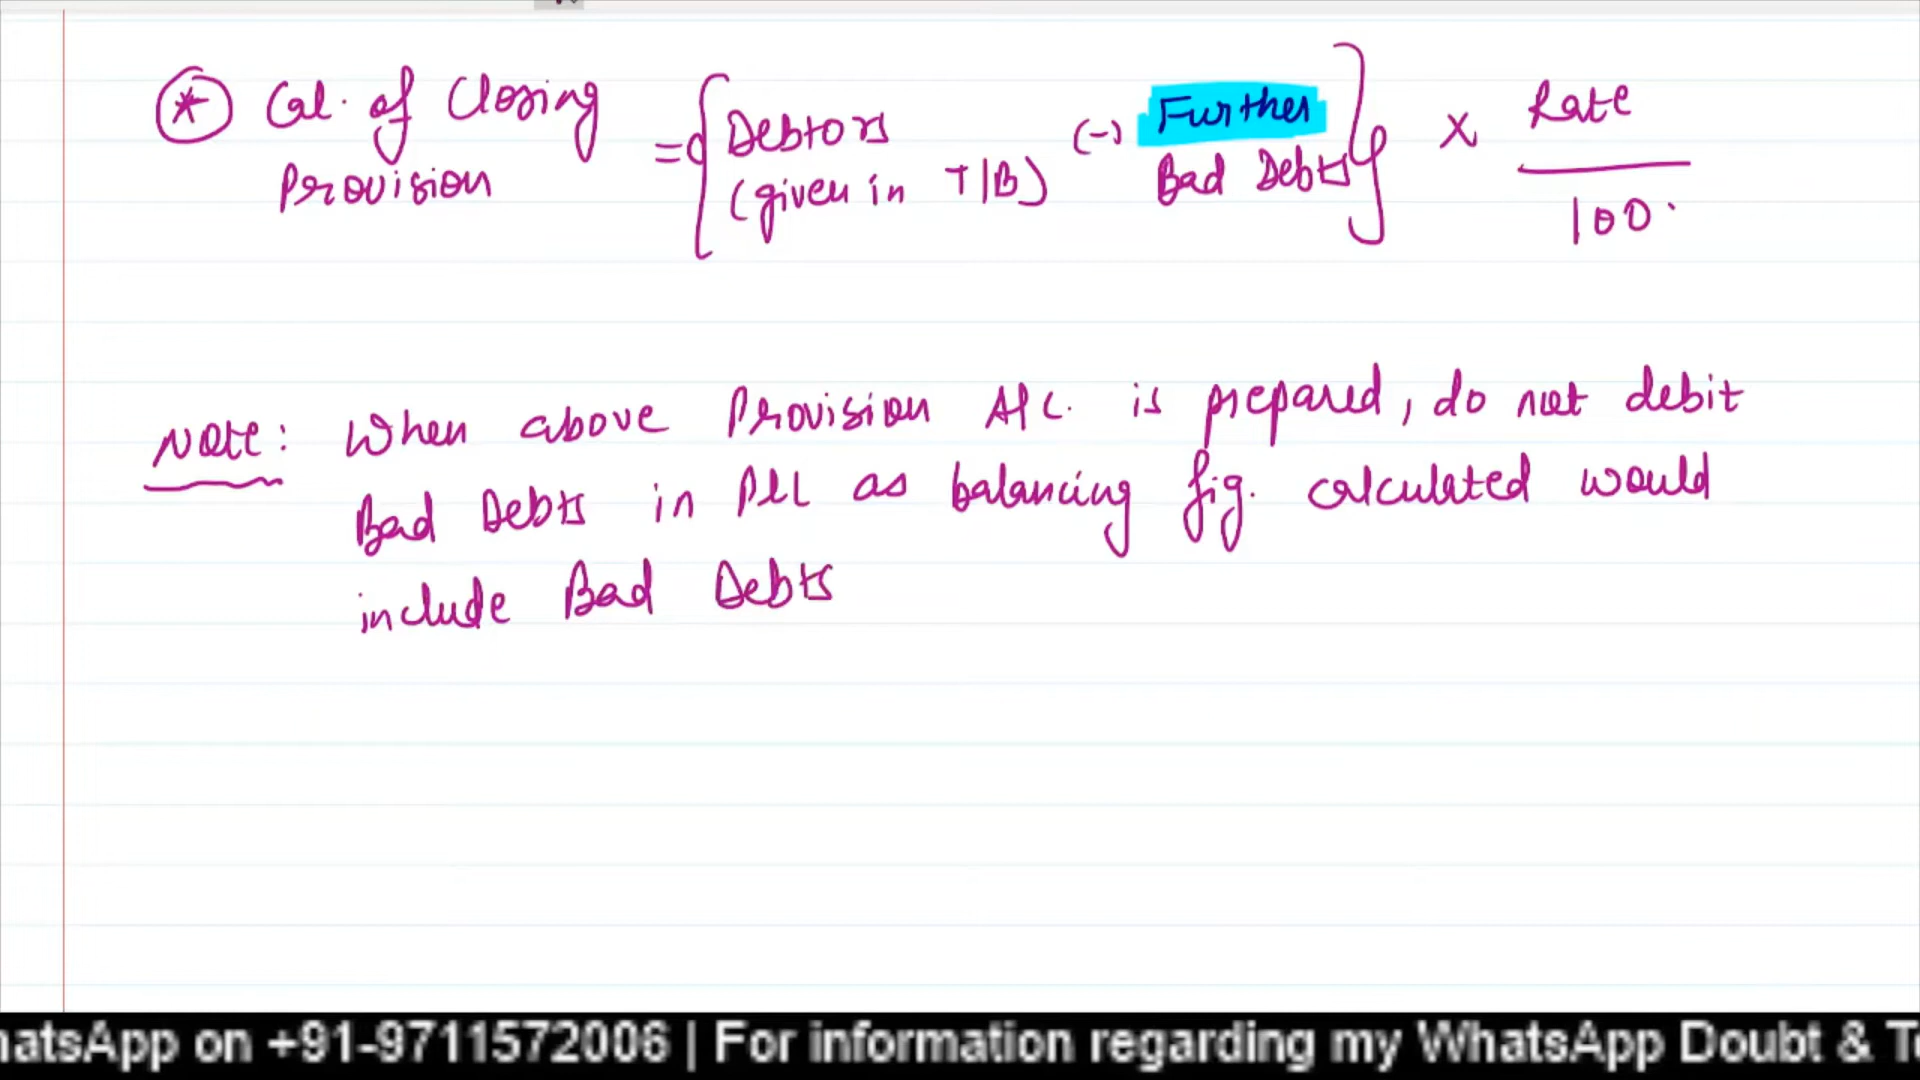 * Cal. of Closing Provision = { Debtors (given in T/B) (-) Further Bad Debts } X Rate / 100
Note: When above Provision A/C. is prepared, do not debit
Bad Debts in P&L as balancing fig. calculated would
include Bad Debts
hatsApp on +91-9711572006 | For information regarding my WhatsApp Doubt & Te